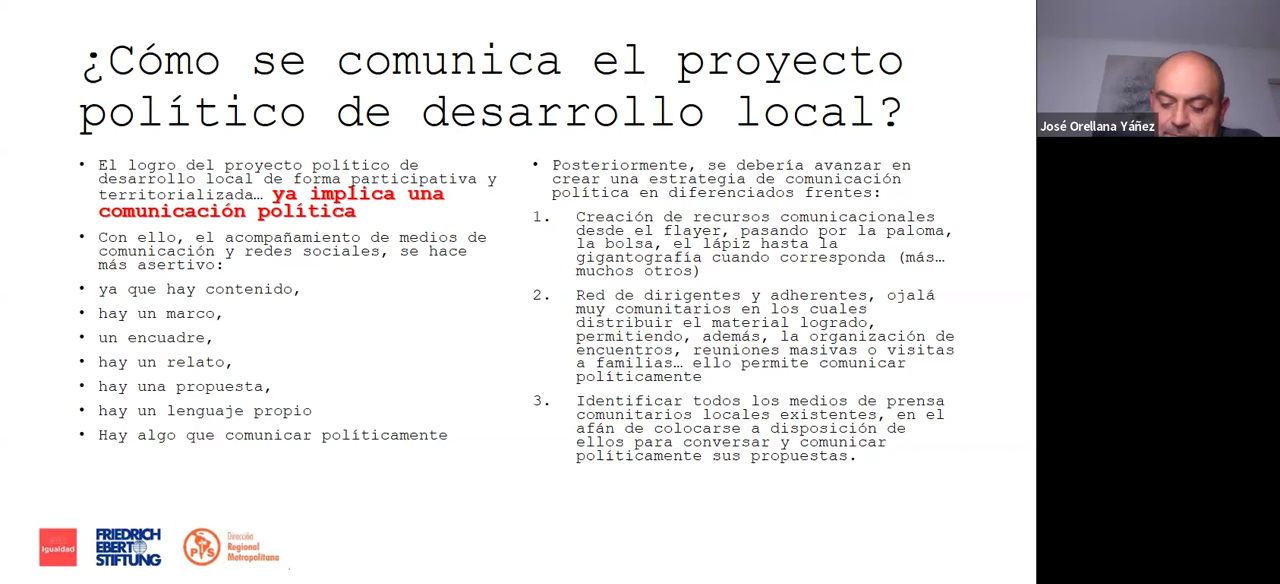 ¿Cómo se comunica el proyecto
político de desarrollo local?
• El logro del proyecto político de
desarrollo local de forma participativa y
territorializada… ya implica una
comunicación política
• Con ello, el acompañamiento de medios de
comunicación y redes sociales, se hace
más asertivo:
• ya que hay contenido,
• hay un marco,
• un encuadre,
• hay un relato,
• hay una propuesta,
• hay un lenguaje propio
• Hay algo que comunicar políticamente
• Posteriormente, se debería avanzar en
crear una estrategia de comunicación
política en diferenciados frentes:
1. Creación de recursos comunicacionales
desde el flayer, pasando por la paloma,
la bolsa, el lápiz hasta la
gigantografía cuando corresponda (más…
muchos otros)
2. Red de dirigentes y adherentes, ojalá
muy comunitarios en los cuales
distribuir el material logrado,
permitiendo, además, la organización de
encuentros, reuniones masivas o visitas
a familias… ello permite comunicar
políticamente
3. Identificar todos los medios de prensa
comunitarios locales existentes, en el
afán de colocarse a disposición de
ellos para conversar y comunicar
políticamente sus propuestas.
José Orellana Yáñez
Igualdad
FRIEDRICH
EBERT
STIFTUNG
PS
Dirección
Regional
Metropolitana